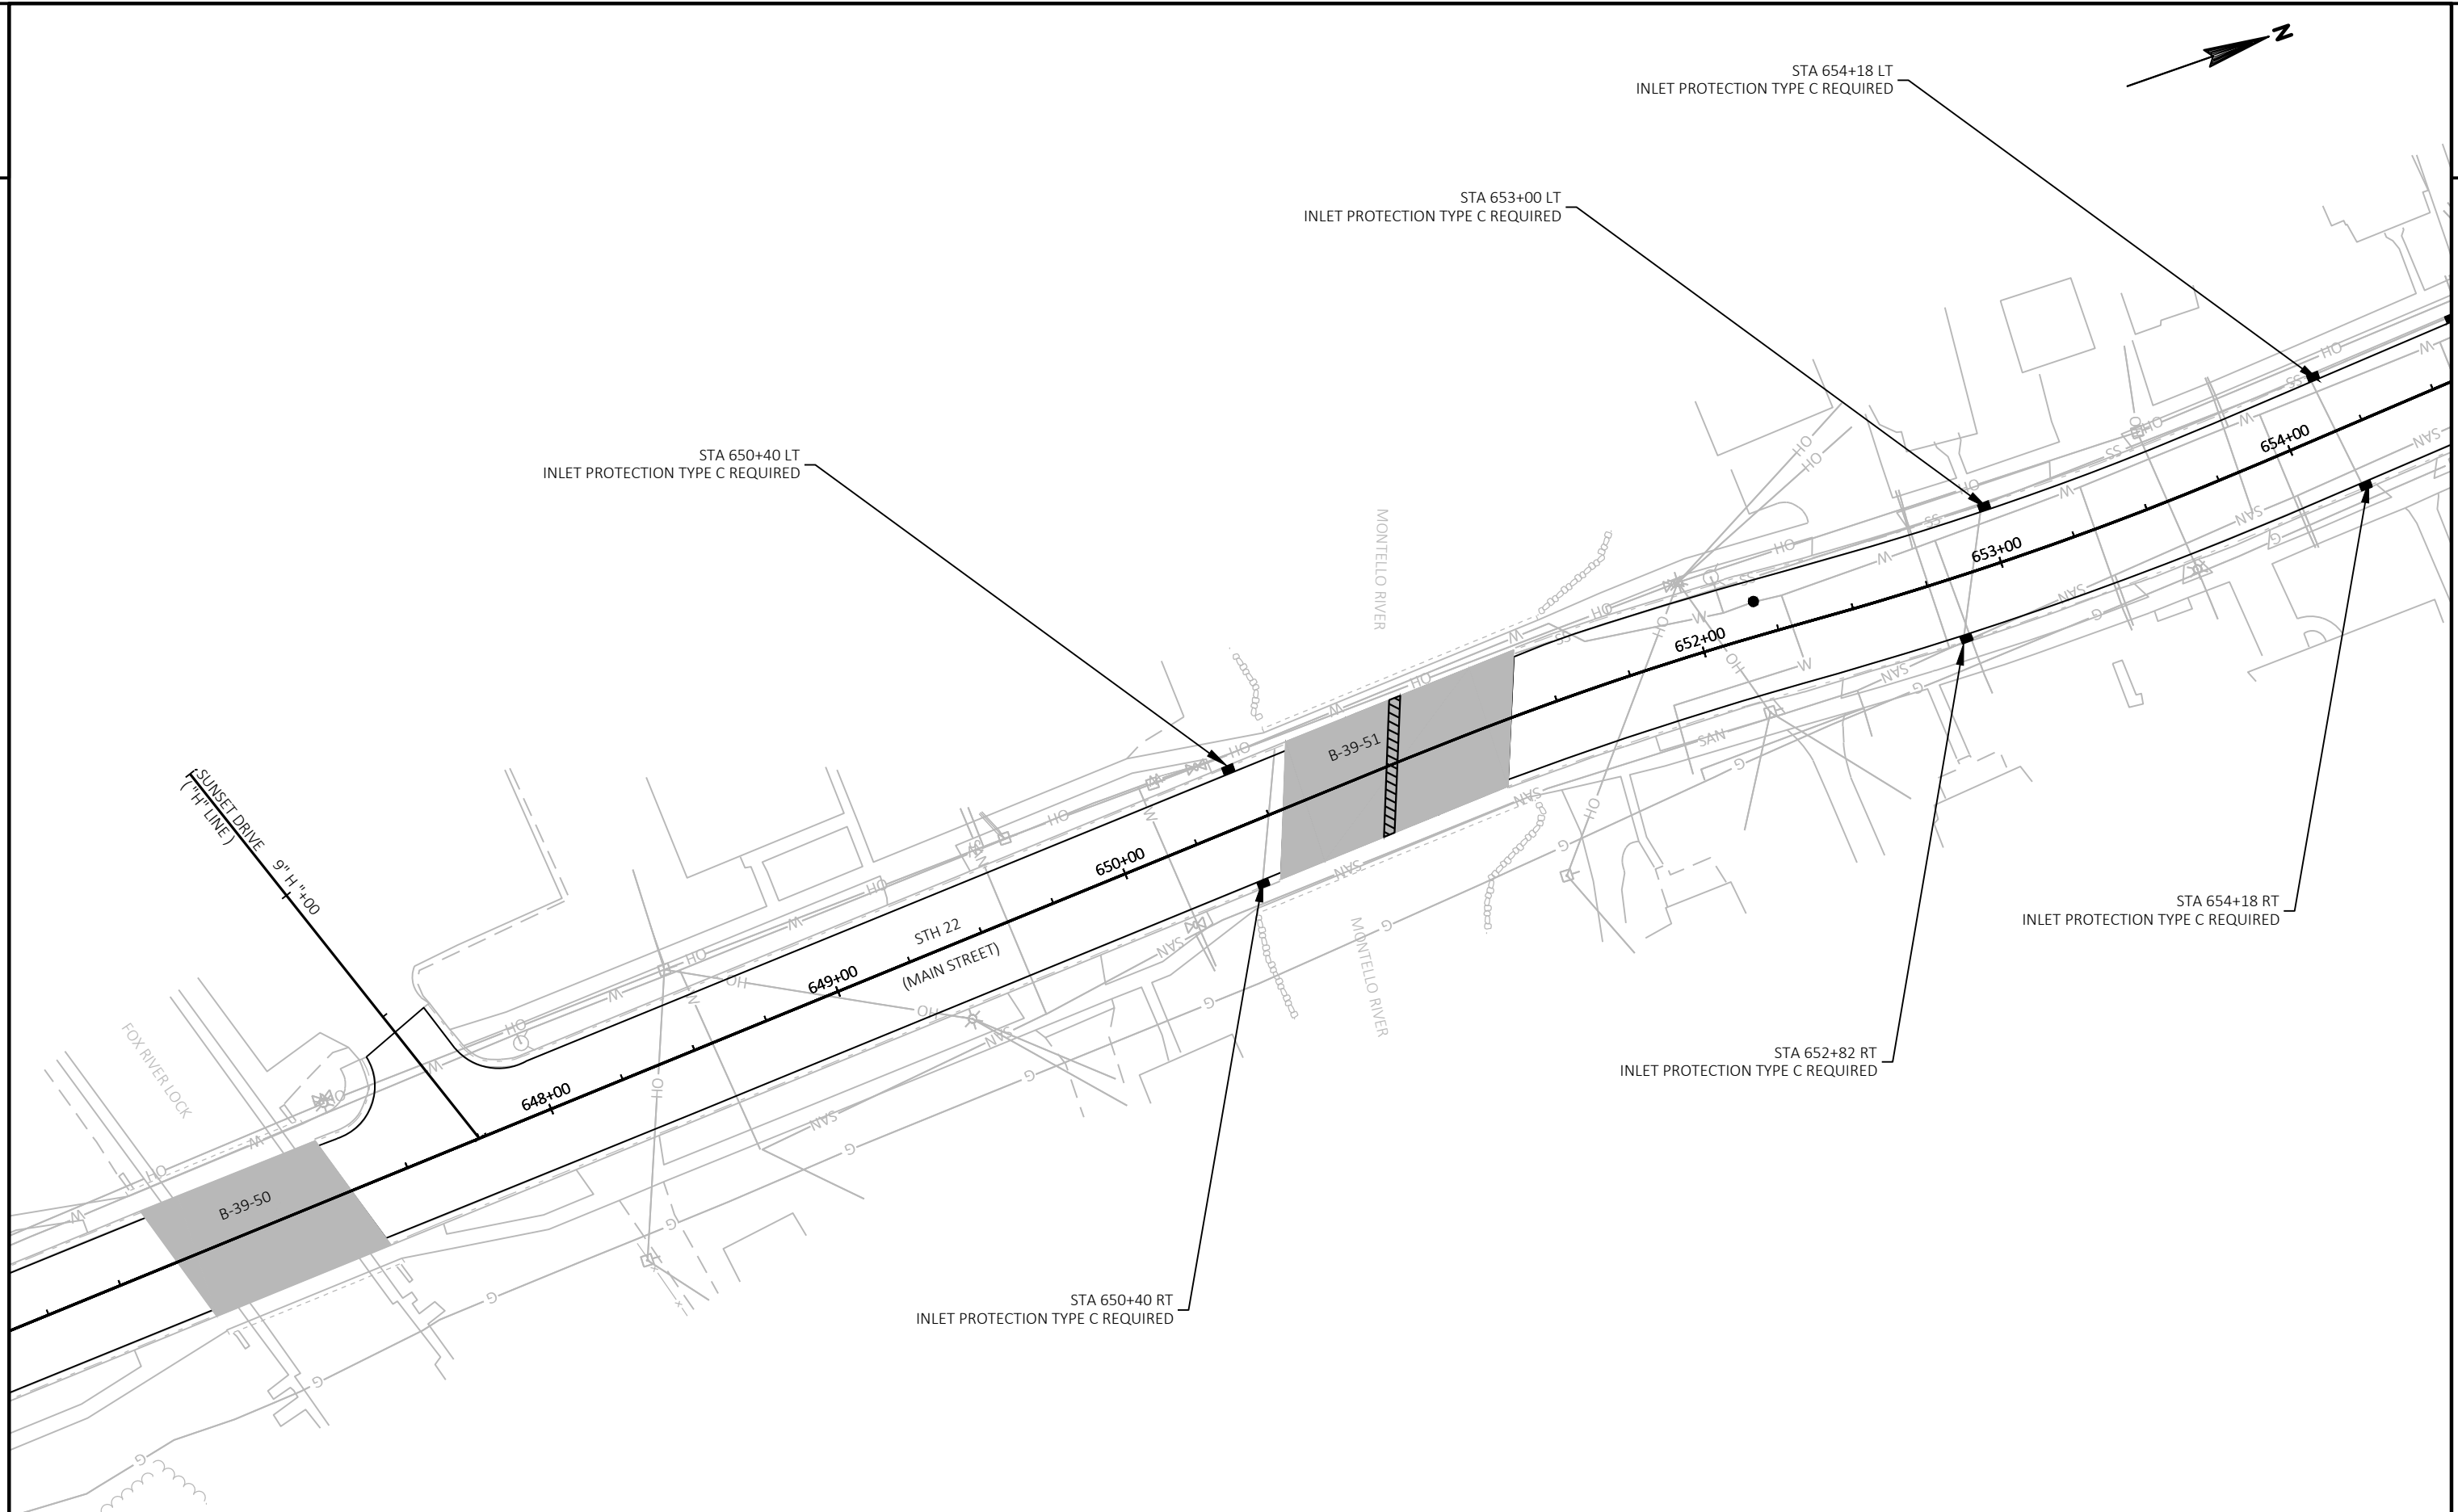 N
STA 654+18 LT
INLET PROTECTION TYPE C REQUIRED
STA 653+00 LT
INLET PROTECTION TYPE C REQUIRED
STA 650+40 LT
INLET PROTECTION TYPE C REQUIRED
MONTELLO RIVER
654+00
653+00
652+00
B-39-51
650+00
STH 22
(MAIN STREET)
649+00
648+00
SUNSET DRIVE 9" H "+00
( "H" LINE )
FOX RIVER LOCK
B-39-50
MONTELLO RIVER
STA 654+18 RT
INLET PROTECTION TYPE C REQUIRED
STA 652+82 RT
INLET PROTECTION TYPE C REQUIRED
STA 650+40 RT
INLET PROTECTION TYPE C REQUIRED
OH
W
SS
SAN
G